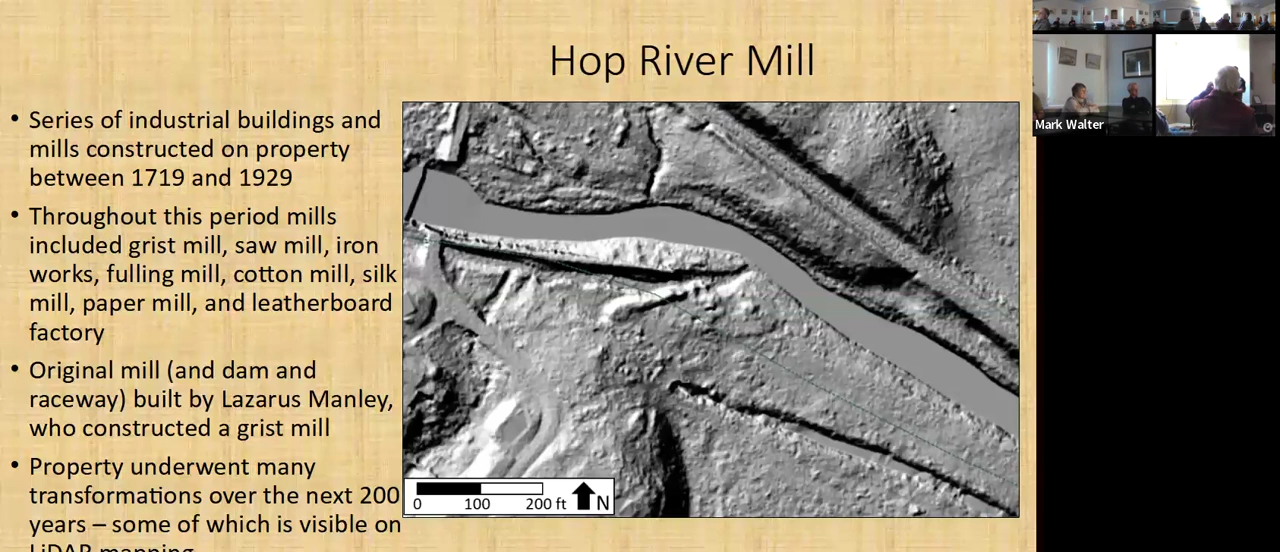 Hop River Mill
• Series of industrial buildings and
mills constructed on property
between 1719 and 1929
• Throughout this period mills
included grist mill, saw mill, iron
works, fulling mill, cotton mill, silk
mill, paper mill, and leatherboard
factory
• Original mill (and dam and
raceway) built by Lazarus Manley,
who constructed a grist mill
• Property underwent many
transformations over the next 200
years – some of which is visible on
LiDAR mapping
0 100 200 ft N
Mark Walter